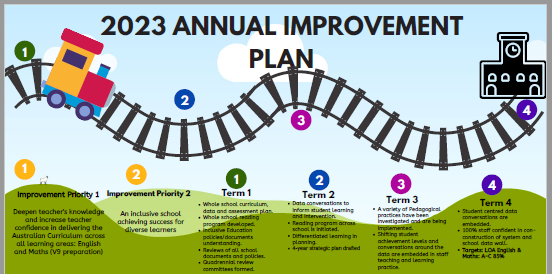 2023 ANNUAL IMPROVEMENT
PLAN
1
2
3
4
1
Improvement Priority 1
Deepen teacher's knowledge
and increase teacher
confidence in delivering the
Australian Curriculum across
all learning areas: English
and Maths (V9 preparation)
2
Improvement Priority 2
An inclusive school
achieving success for
diverse learners
1
Term 1
• Whole school curriculum,
data and assessment plan.
• Whole school reading
program developed.
• Inclusive Education
policies/documents
understanding.
• Reviews of all school
documents and policies.
• Quadrennial review
committees formed.
2
Term 2
• Data conversations to
inform student learning
and intervention.
• Reading program across
school is initiated.
• Differentiated Learning in
planning.
• 4-year strategic plan drafted
3
Term 3
• A variety of Pedagogical
practices have been
investigated and are being
implemented.
• Shifting student
achievement levels and
conversations around the
data are embedded in staff
teaching and learning
practice.
4
Term 4
• Student centred data
conversations are
embedded.
• 100% staff confident in con-
construction of system and
school data wall.
• Targets: LOA English &
Maths: A-C 85%